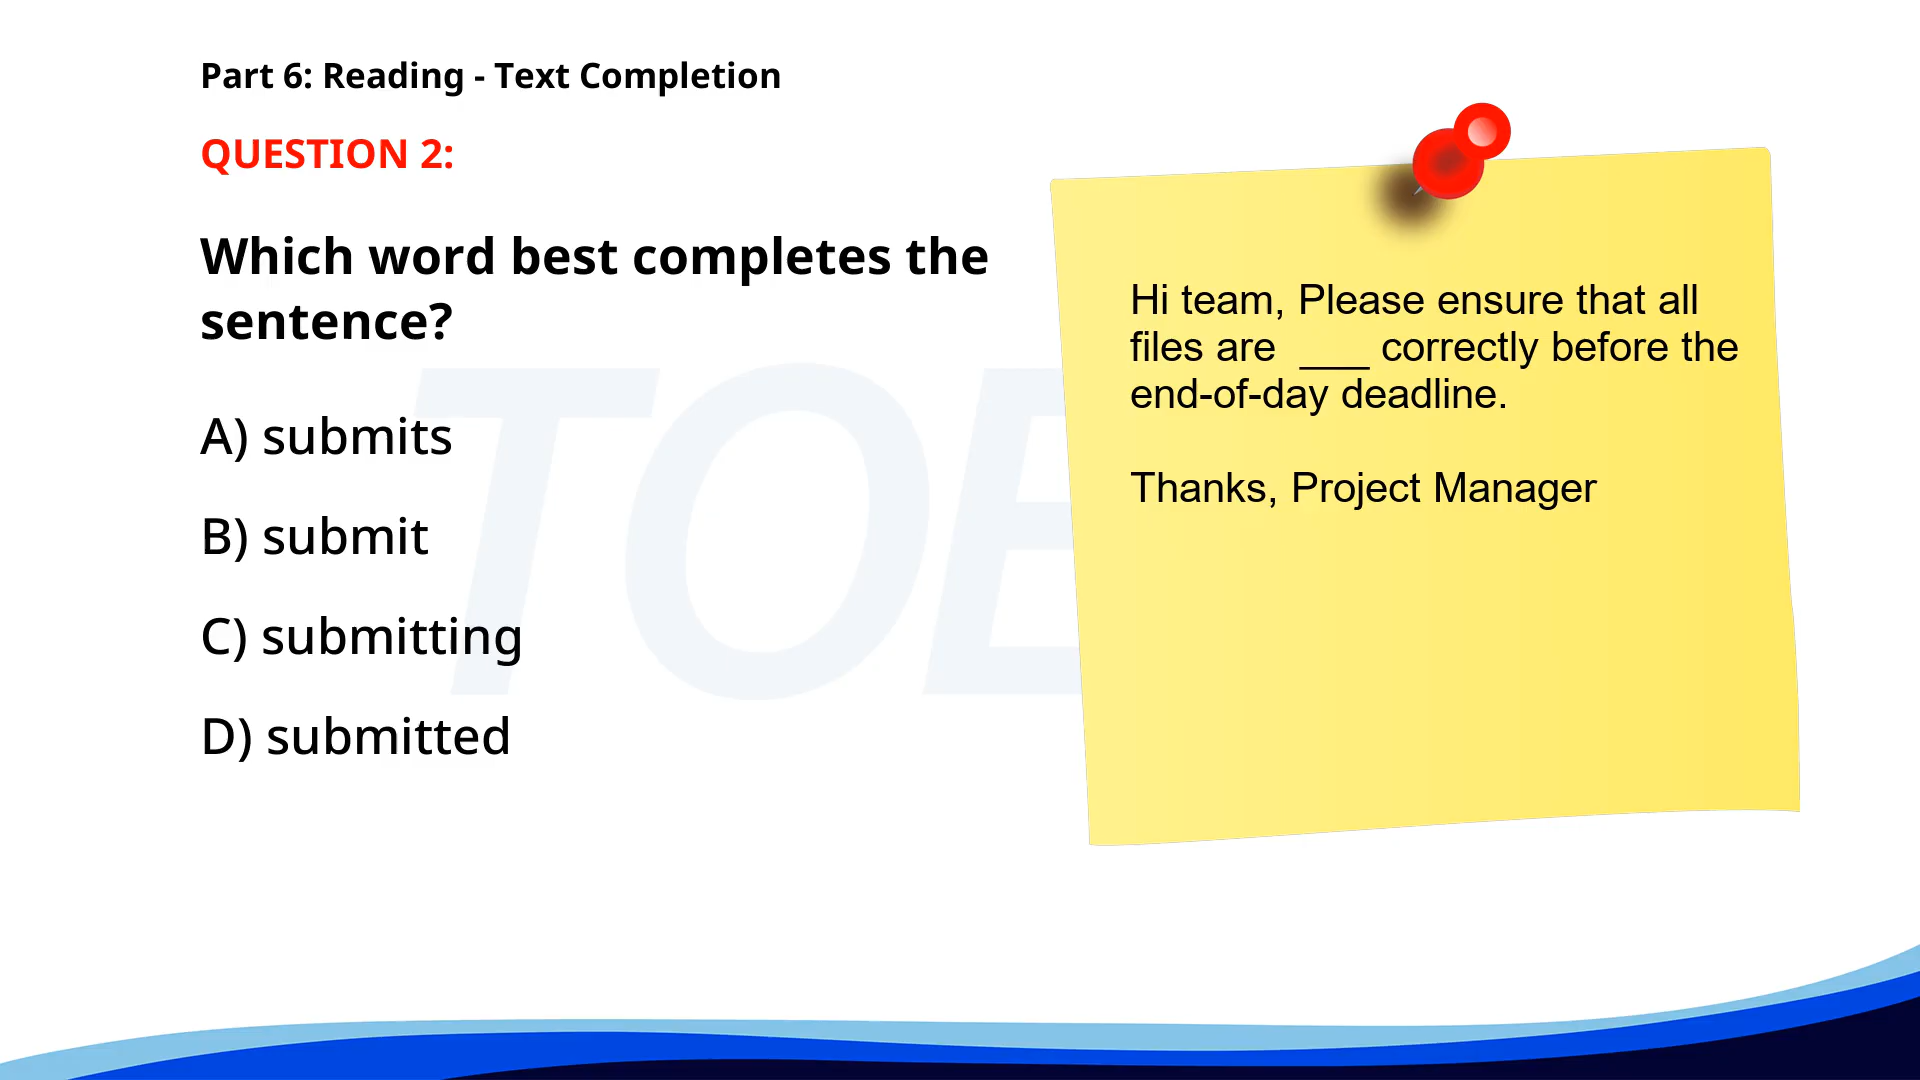 Part 6: Reading - Text Completion
QUESTION 2:
Which word best completes the
sentence?
A) submits
B) submit
C) submitting
D) submitted
Hi team, Please ensure that all
files are ___ correctly before the
end-of-day deadline.
Thanks, Project Manager
TOE